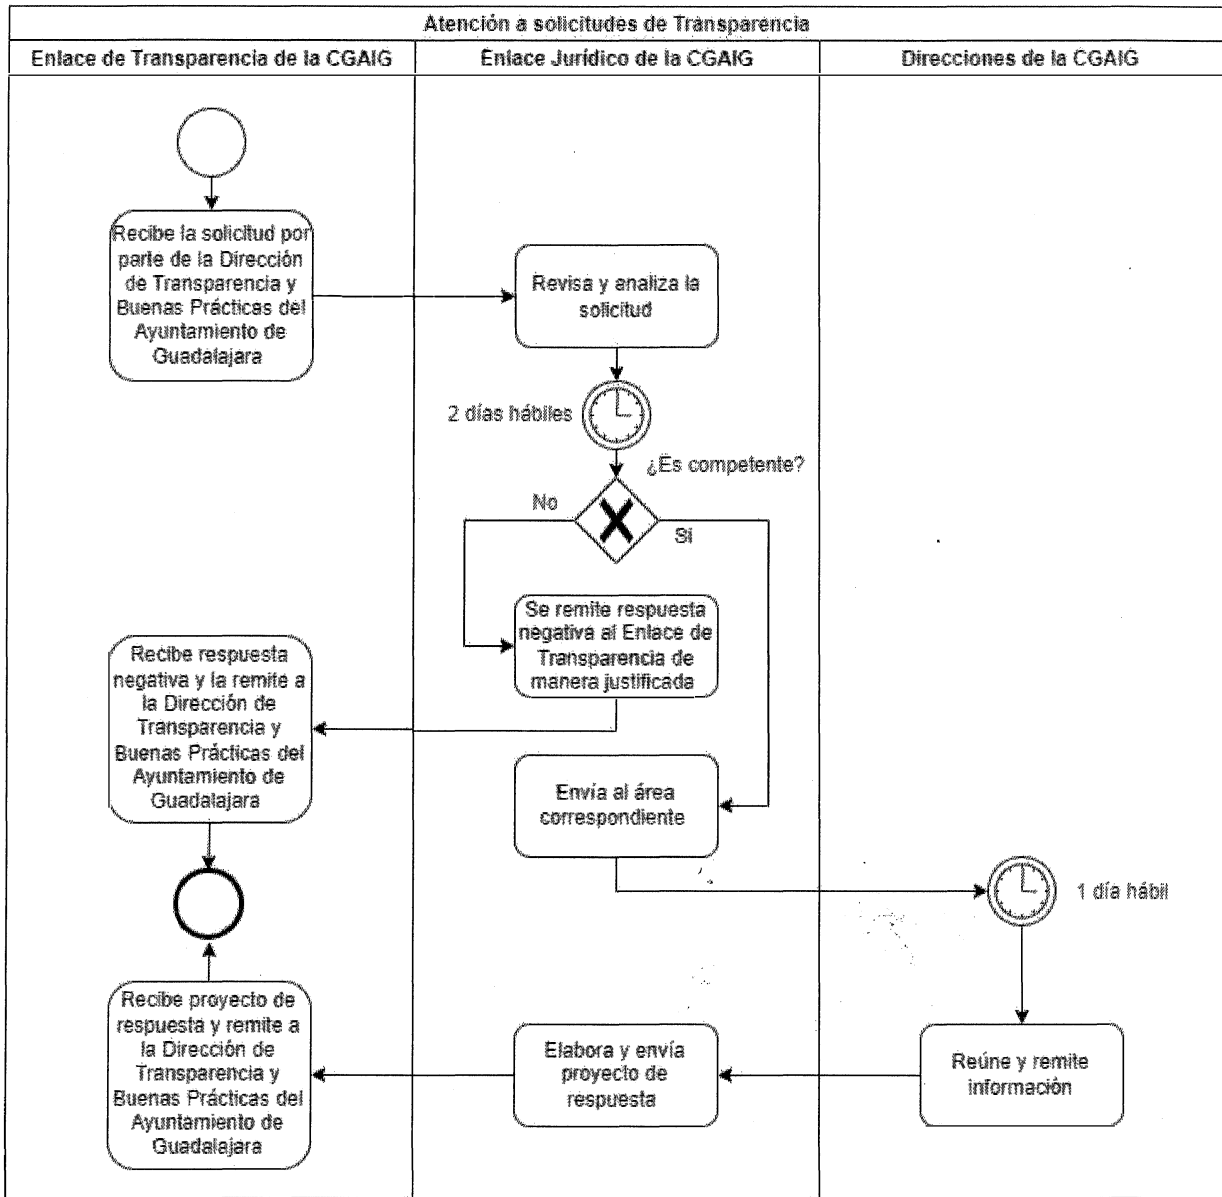 Atención a solicitudes de Transparencia
Enlace de Transparencia de la CGAIG
Enlace Jurídico de la CGAIG
Direcciones de la CGAIG
Recibe la solicitud por
parte de la Dirección
de Transparencia y
Buenas Prácticas del
Ayuntamiento de
Guadalajara
Revisa y analiza la
solicitud
2 días hábiles
¿Es competente?
No
Si
Se remite respuesta
negativa al Enlace de
Transparencia de
manera justificada
Recibe respuesta
negativa y la remite a
la Dirección de
Transparencia y
Buenas Prácticas del
Ayuntamiento de
Guadalajara
Envía al área
correspondiente
1 día hábil
Reúne y remite
información
Elabora y envía
proyecto de
respuesta
Recibe proyecto de
respuesta y remite a
la Dirección de
Transparencia y
Buenas Prácticas del
Ayuntamiento de
Guadalajara